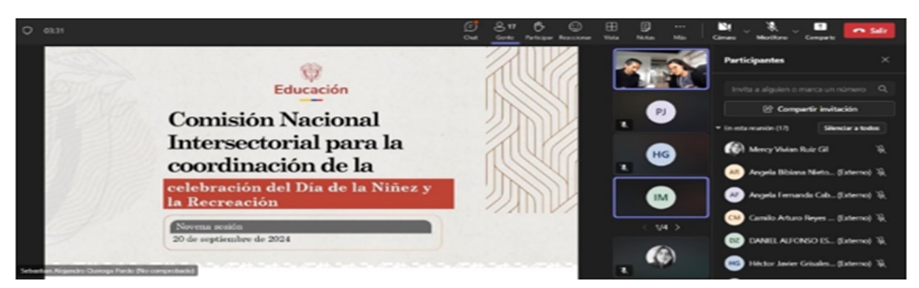 03:31
Chat
17
Gente
Participar
Reaccionar
Vista
Notas
Más
Cámara
Micrófono
Compartir
Salir
Educación
Comisión Nacional
Intersectorial para la
coordinación de la
celebración del Día de la Niñez y
la Recreación
Novena sesión
20 de septiembre de 2024
Sebastian Alejandro Quiroga Pardo (No comprobado)
PJ
HG
IM
1/4
Participantes
Invita a alguien o marca un número
Compartir invitación
En esta reunión (17)
Silenciar a todos
Mercy Vivian Ruiz Gil
AB
Angela Bibiana Nieto... (Externo)
AF
Angela Fernanda Cab... (Externo)
CM
Camilo Arturo Reyes ... (Externo)
DE
DANIEL ALFONSO ES... (Externo)
HG
Héctor Javier Grisales... (Externo)